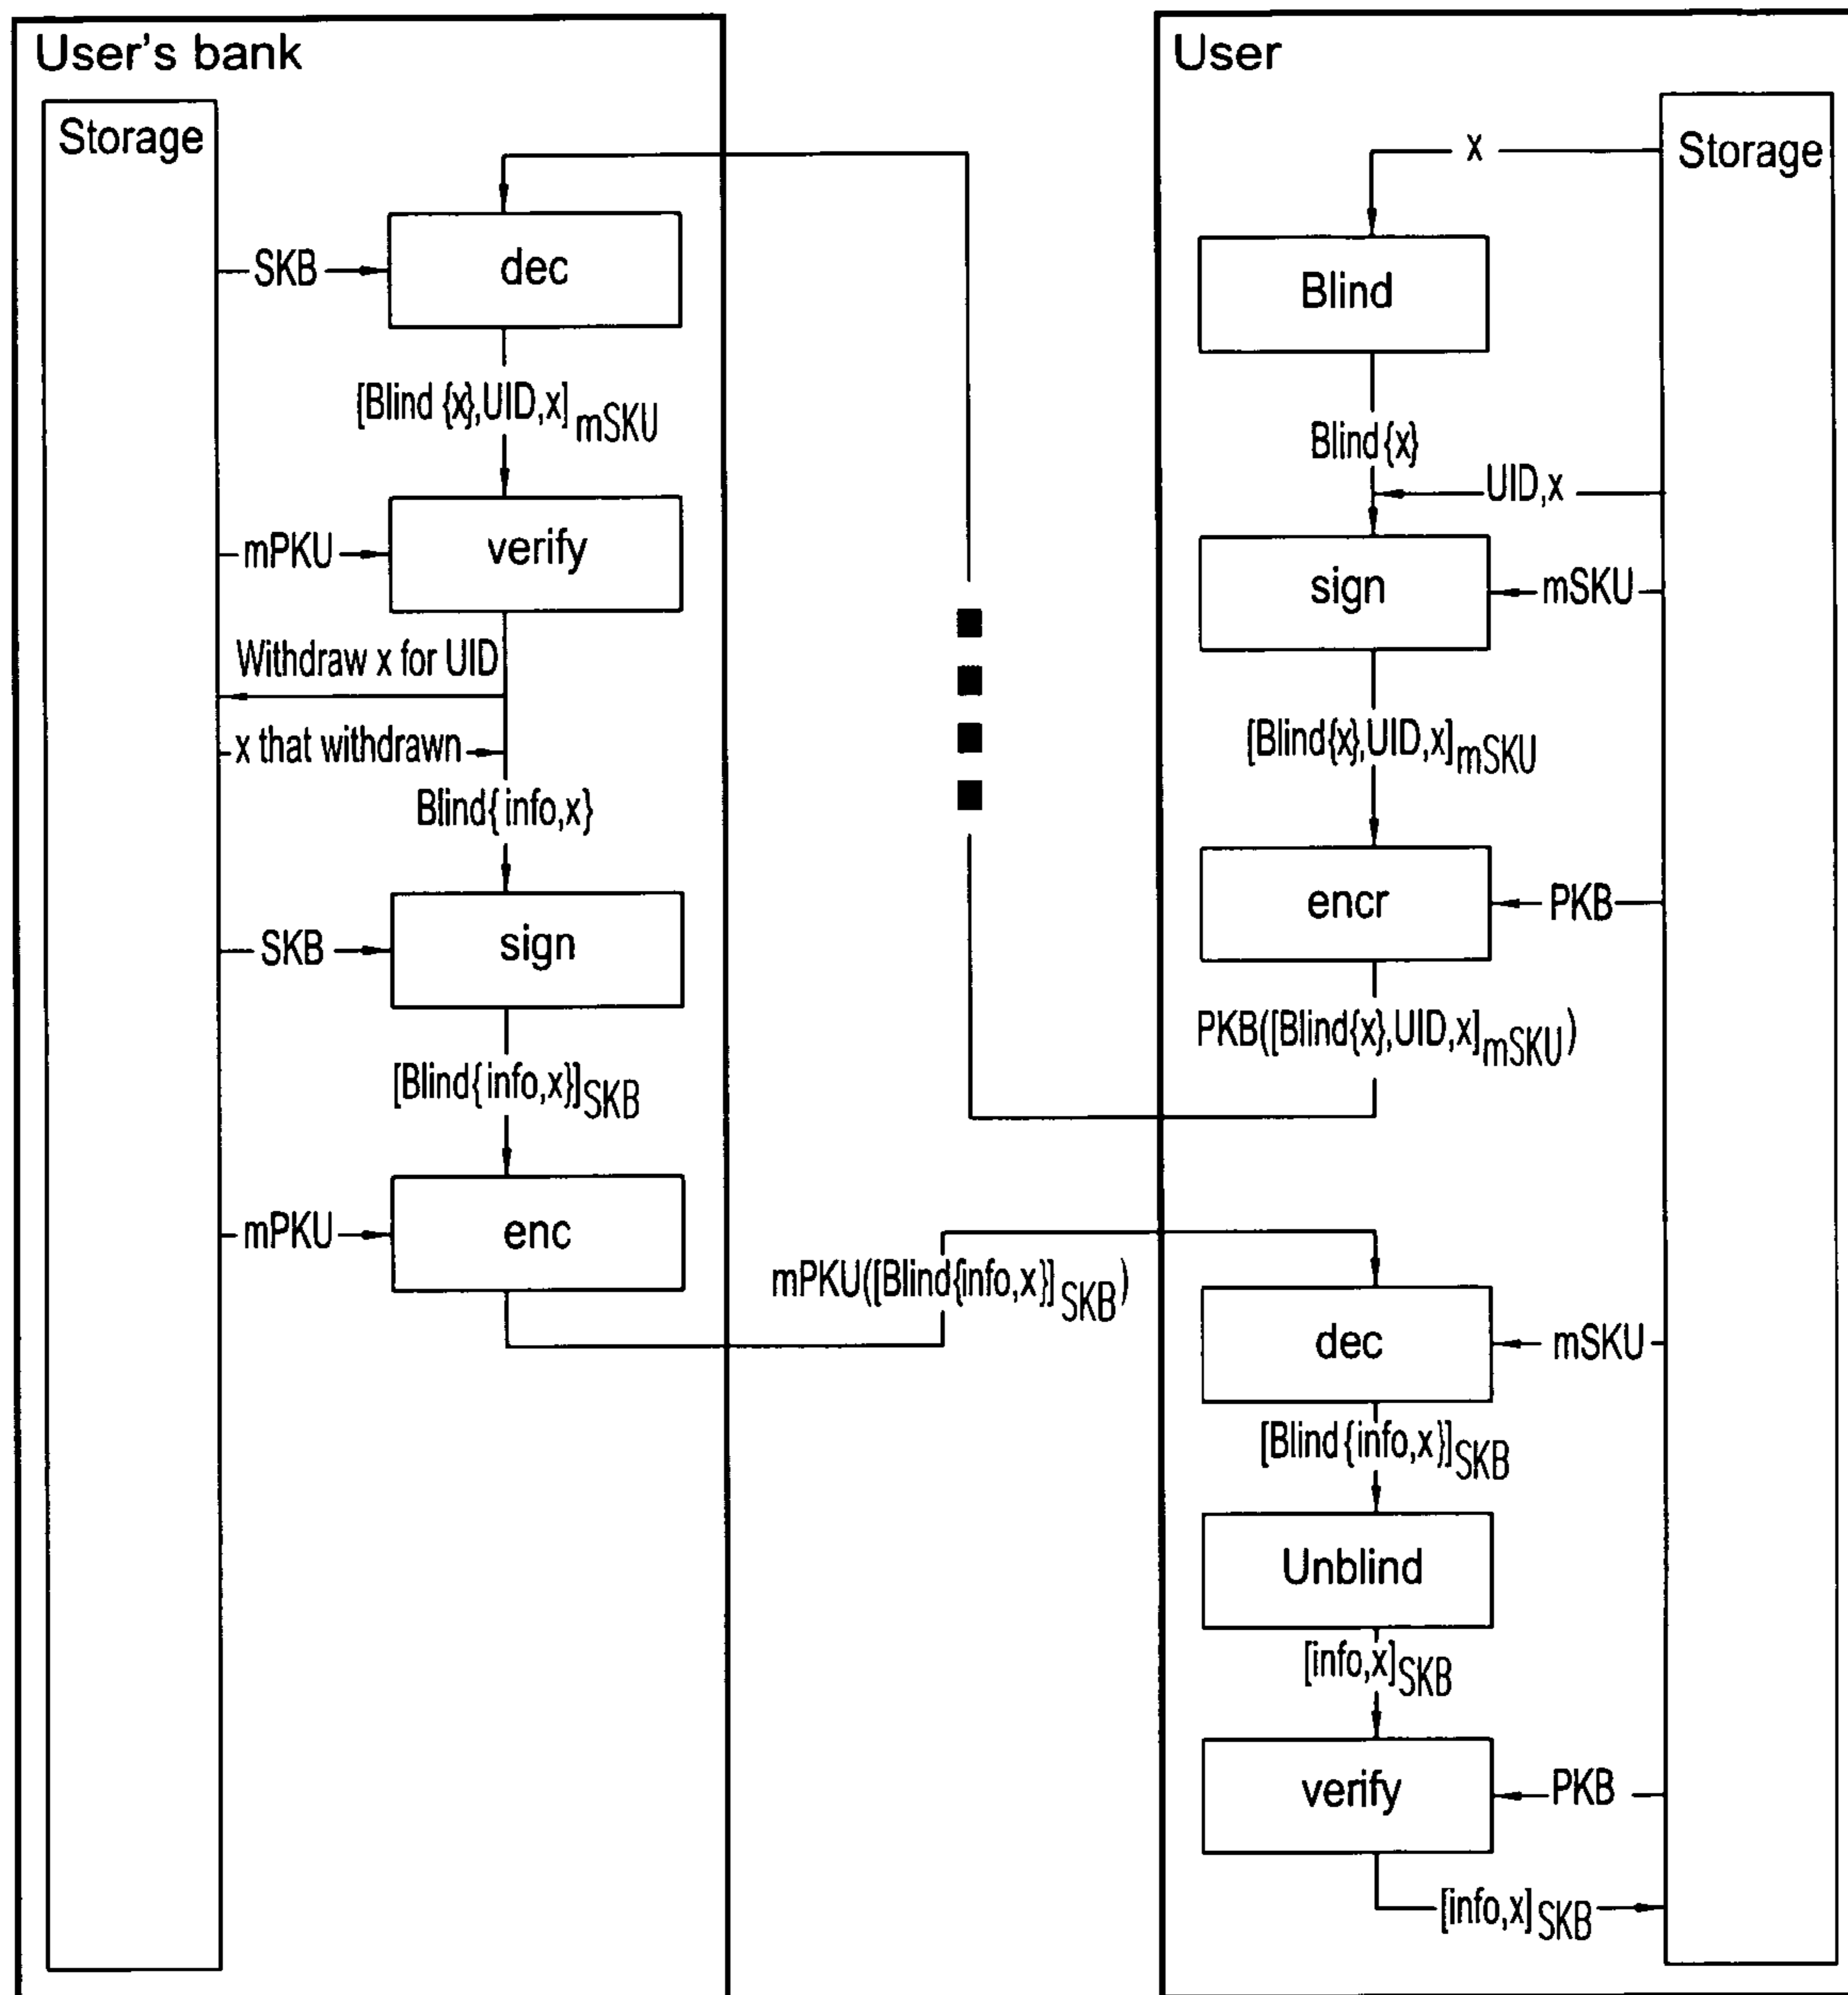 User's bank
Storage
SKB
dec
[Blind {x},UID,x]mSKU
mPKU
verify
Withdraw x for UID
x that withdrawn
Blind{info,x}
SKB
sign
[Blind{info,x}]SKB
mPKU
enc
mPKU([Blind{info,x}]SKB)
User
Storage
x
Blind
Blind{x}
UID,x
sign
mSKU
[Blind{x},UID,x]mSKU
encr
PKB
PKB([Blind{x},UID,x]mSKU)
dec
mSKU
[Blind{info,x}]SKB
Unblind
[info,x]SKB
verify
PKB
[info,x]SKB